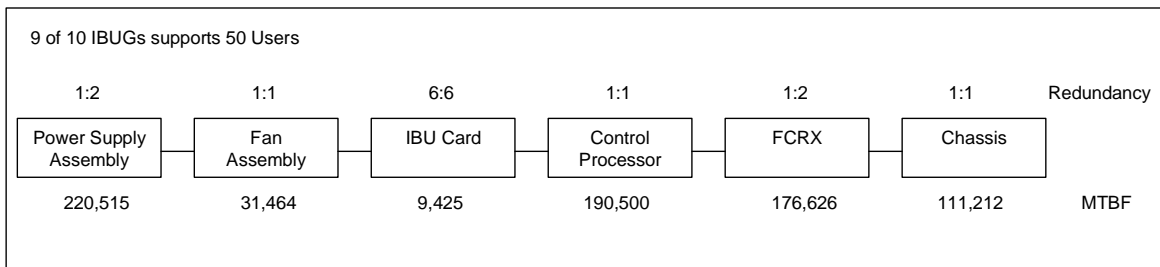 9 of 10 IBUGs supports 50 Users
1:2 1:1 6:6 1:1 1:2 1:1 Redundancy
Power Supply Fan IBU Card Control FCRX Chassis
Assembly Assembly Processor
220,515 31,464 9,425 190,500 176,626 111,212 MTBF